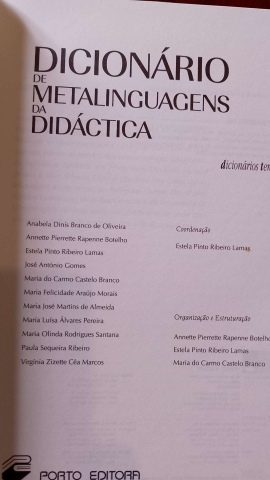 DICIONÁRIO
DE
METALINGUAGENS
DA
DIDÁCTICA
dicionários
Anabela Dinis Branco de Oliveira
Annette Pierrette Rapenne Botelho
Estela Pinto Ribeiro Lamas
José António Gomes
Maria do Carmo Castelo Branco
Maria Felicidade Araújo Morais
Maria José Martins de Almeida
Maria Luísa Álvares Pereira
Maria Olinda Rodrigues Santana
Paula Sequeira Ribeiro
Virgínia Zizette Cêa Marcos
Coordenação
Estela Pinto Ribeiro Lamas
Organização e Estruturação
Annette Pierrette Rapenne Botelho
Estela Pinto Ribeiro Lamas
Maria do Carmo Castelo Branco
PORTO EDITORA